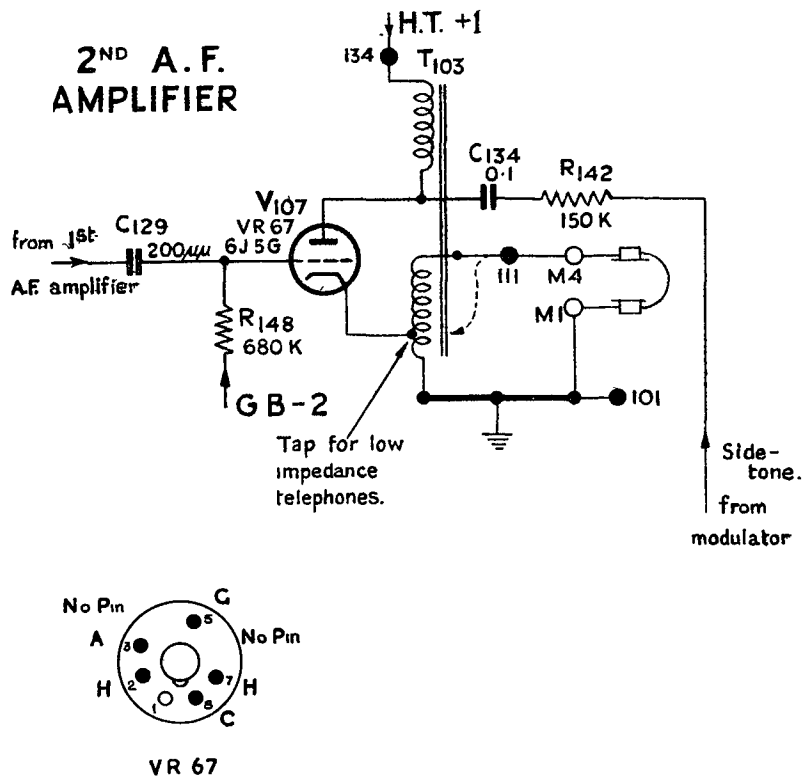 H.T. +1
134
T103
2ND A.F.
AMPLIFIER
C134
0·1
R142
150 K
V107
VR 67
6J5G
C129
200μμ
from 1st
A.F. amplifier
111
M4
M1
R148
680 K
GB-2
101
Tap for low
impedance
telephones.
Side-
tone.
from
modulator
No Pin
G
5
No Pin
A
3
H
2
7
H
1
8
C
VR 67